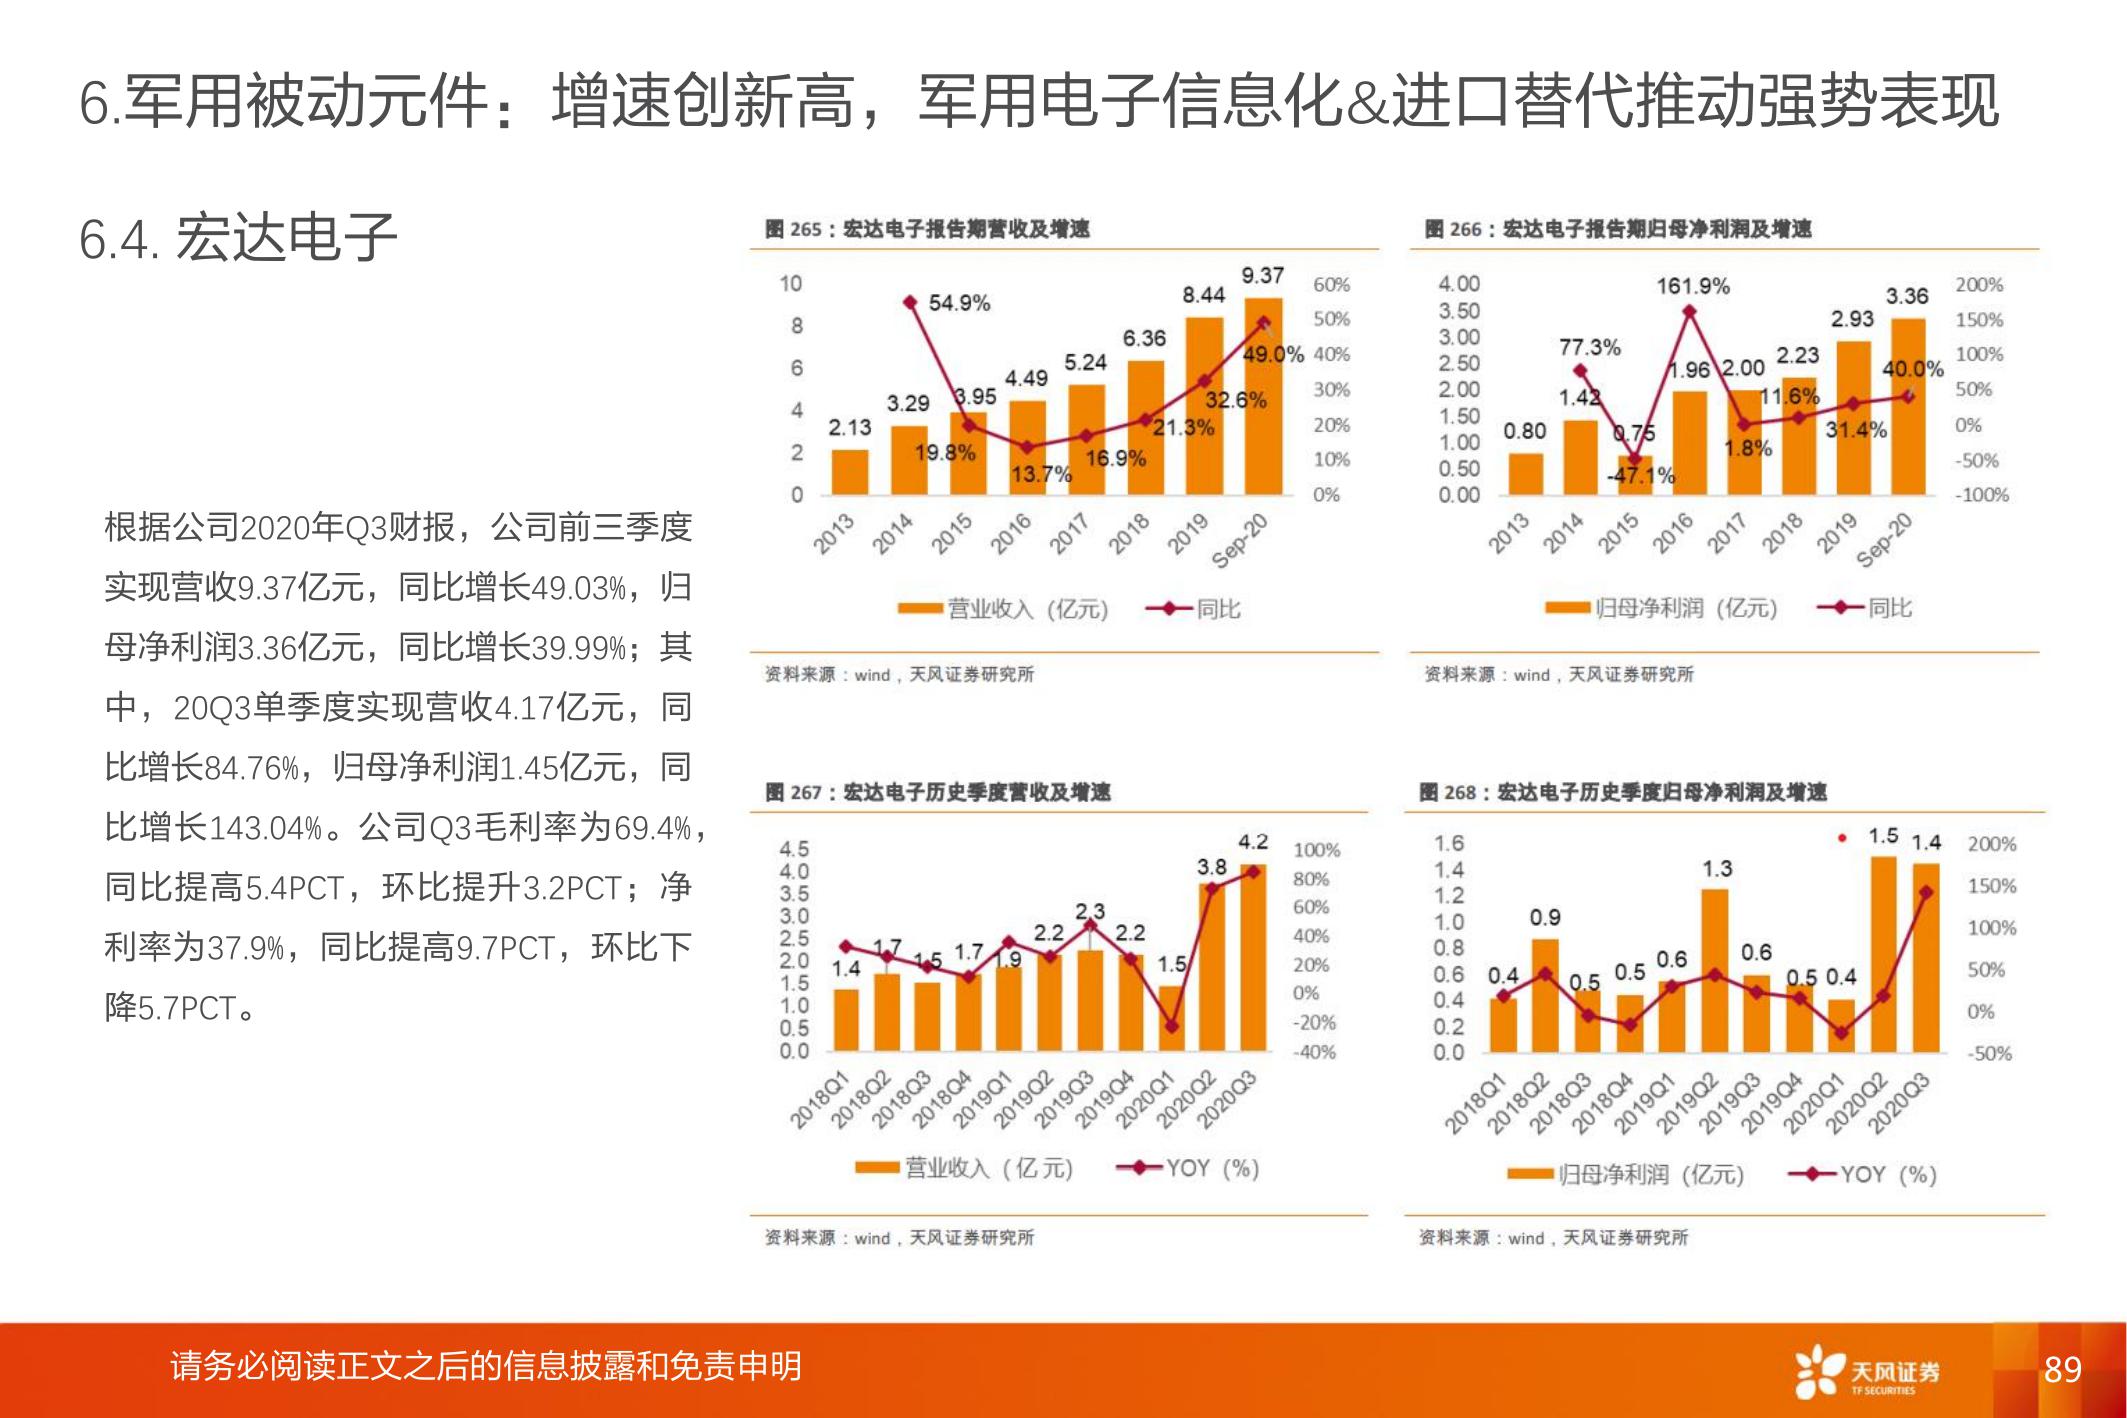 6.军用被动元件：增速创新高，军用电子信息化&进口替代推动强势表现
6.4. 宏达电子
根据公司2020年Q3财报，公司前三季度
实现营收9.37亿元，同比增长49.03%，归
母净利润3.36亿元，同比增长39.99%；其
中，20Q3单季度实现营收4.17亿元，同
比增长84.76%，归母净利润1.45亿元，同
比增长143.04%。公司Q3毛利率为69.4%，
同比提高5.4PCT，环比提升3.2PCT；净
利率为37.9%，同比提高9.7PCT，环比下
降5.7PCT。
图 265：宏达电子报告期营收及增速
10
8
6
4
2
0
60%
50%
40%
30%
20%
10%
0%
2.13
3.29
3.95
4.49
5.24
6.36
8.44
9.37
54.9%
19.8%
13.7%
16.9%
21.3%
32.6%
49.0%
2013
2014
2015
2016
2017
2018
2019
Sep-20
营业收入（亿元）
同比
资料来源：wind，天风证券研究所
图 266：宏达电子报告期归母净利润及增速
4.00
3.50
3.00
2.50
2.00
1.50
1.00
0.50
0.00
200%
150%
100%
50%
0%
-50%
-100%
0.80
1.42
0.75
1.96
2.00
2.23
2.93
3.36
77.3%
-47.1%
161.9%
1.8%
11.6%
31.4%
40.0%
2013
2014
2015
2016
2017
2018
2019
Sep-20
归母净利润（亿元）
同比
资料来源：wind，天风证券研究所
图 267：宏达电子历史季度营收及增速
4.5
4.0
3.5
3.0
2.5
2.0
1.5
1.0
0.5
0.0
100%
80%
60%
40%
20%
0%
-20%
-40%
1.4
1.7
1.5
1.7
1.9
2.2
2.3
2.2
1.5
3.8
4.2
2018Q1
2018Q2
2018Q3
2018Q4
2019Q1
2019Q2
2019Q3
2019Q4
2020Q1
2020Q2
2020Q3
营业收入（亿元)
YOY（%）
资料来源：wind，天风证券研究所
图 268：宏达电子历史季度归母净利润及增速
1.6
1.4
1.2
1.0
0.8
0.6
0.4
0.2
0.0
200%
150%
100%
50%
0%
-50%
0.4
0.9
0.5
0.5
0.6
1.3
0.6
0.5
0.4
1.5
1.4
2018Q1
2018Q2
2018Q3
2018Q4
2019Q1
2019Q2
2019Q3
2019Q4
2020Q1
2020Q2
2020Q3
归母净利润（亿元)
YOY（%）
资料来源：wind，天风证券研究所
请务必阅读正文之后的信息披露和免责申明
天风证券
TF SECURITIES
89